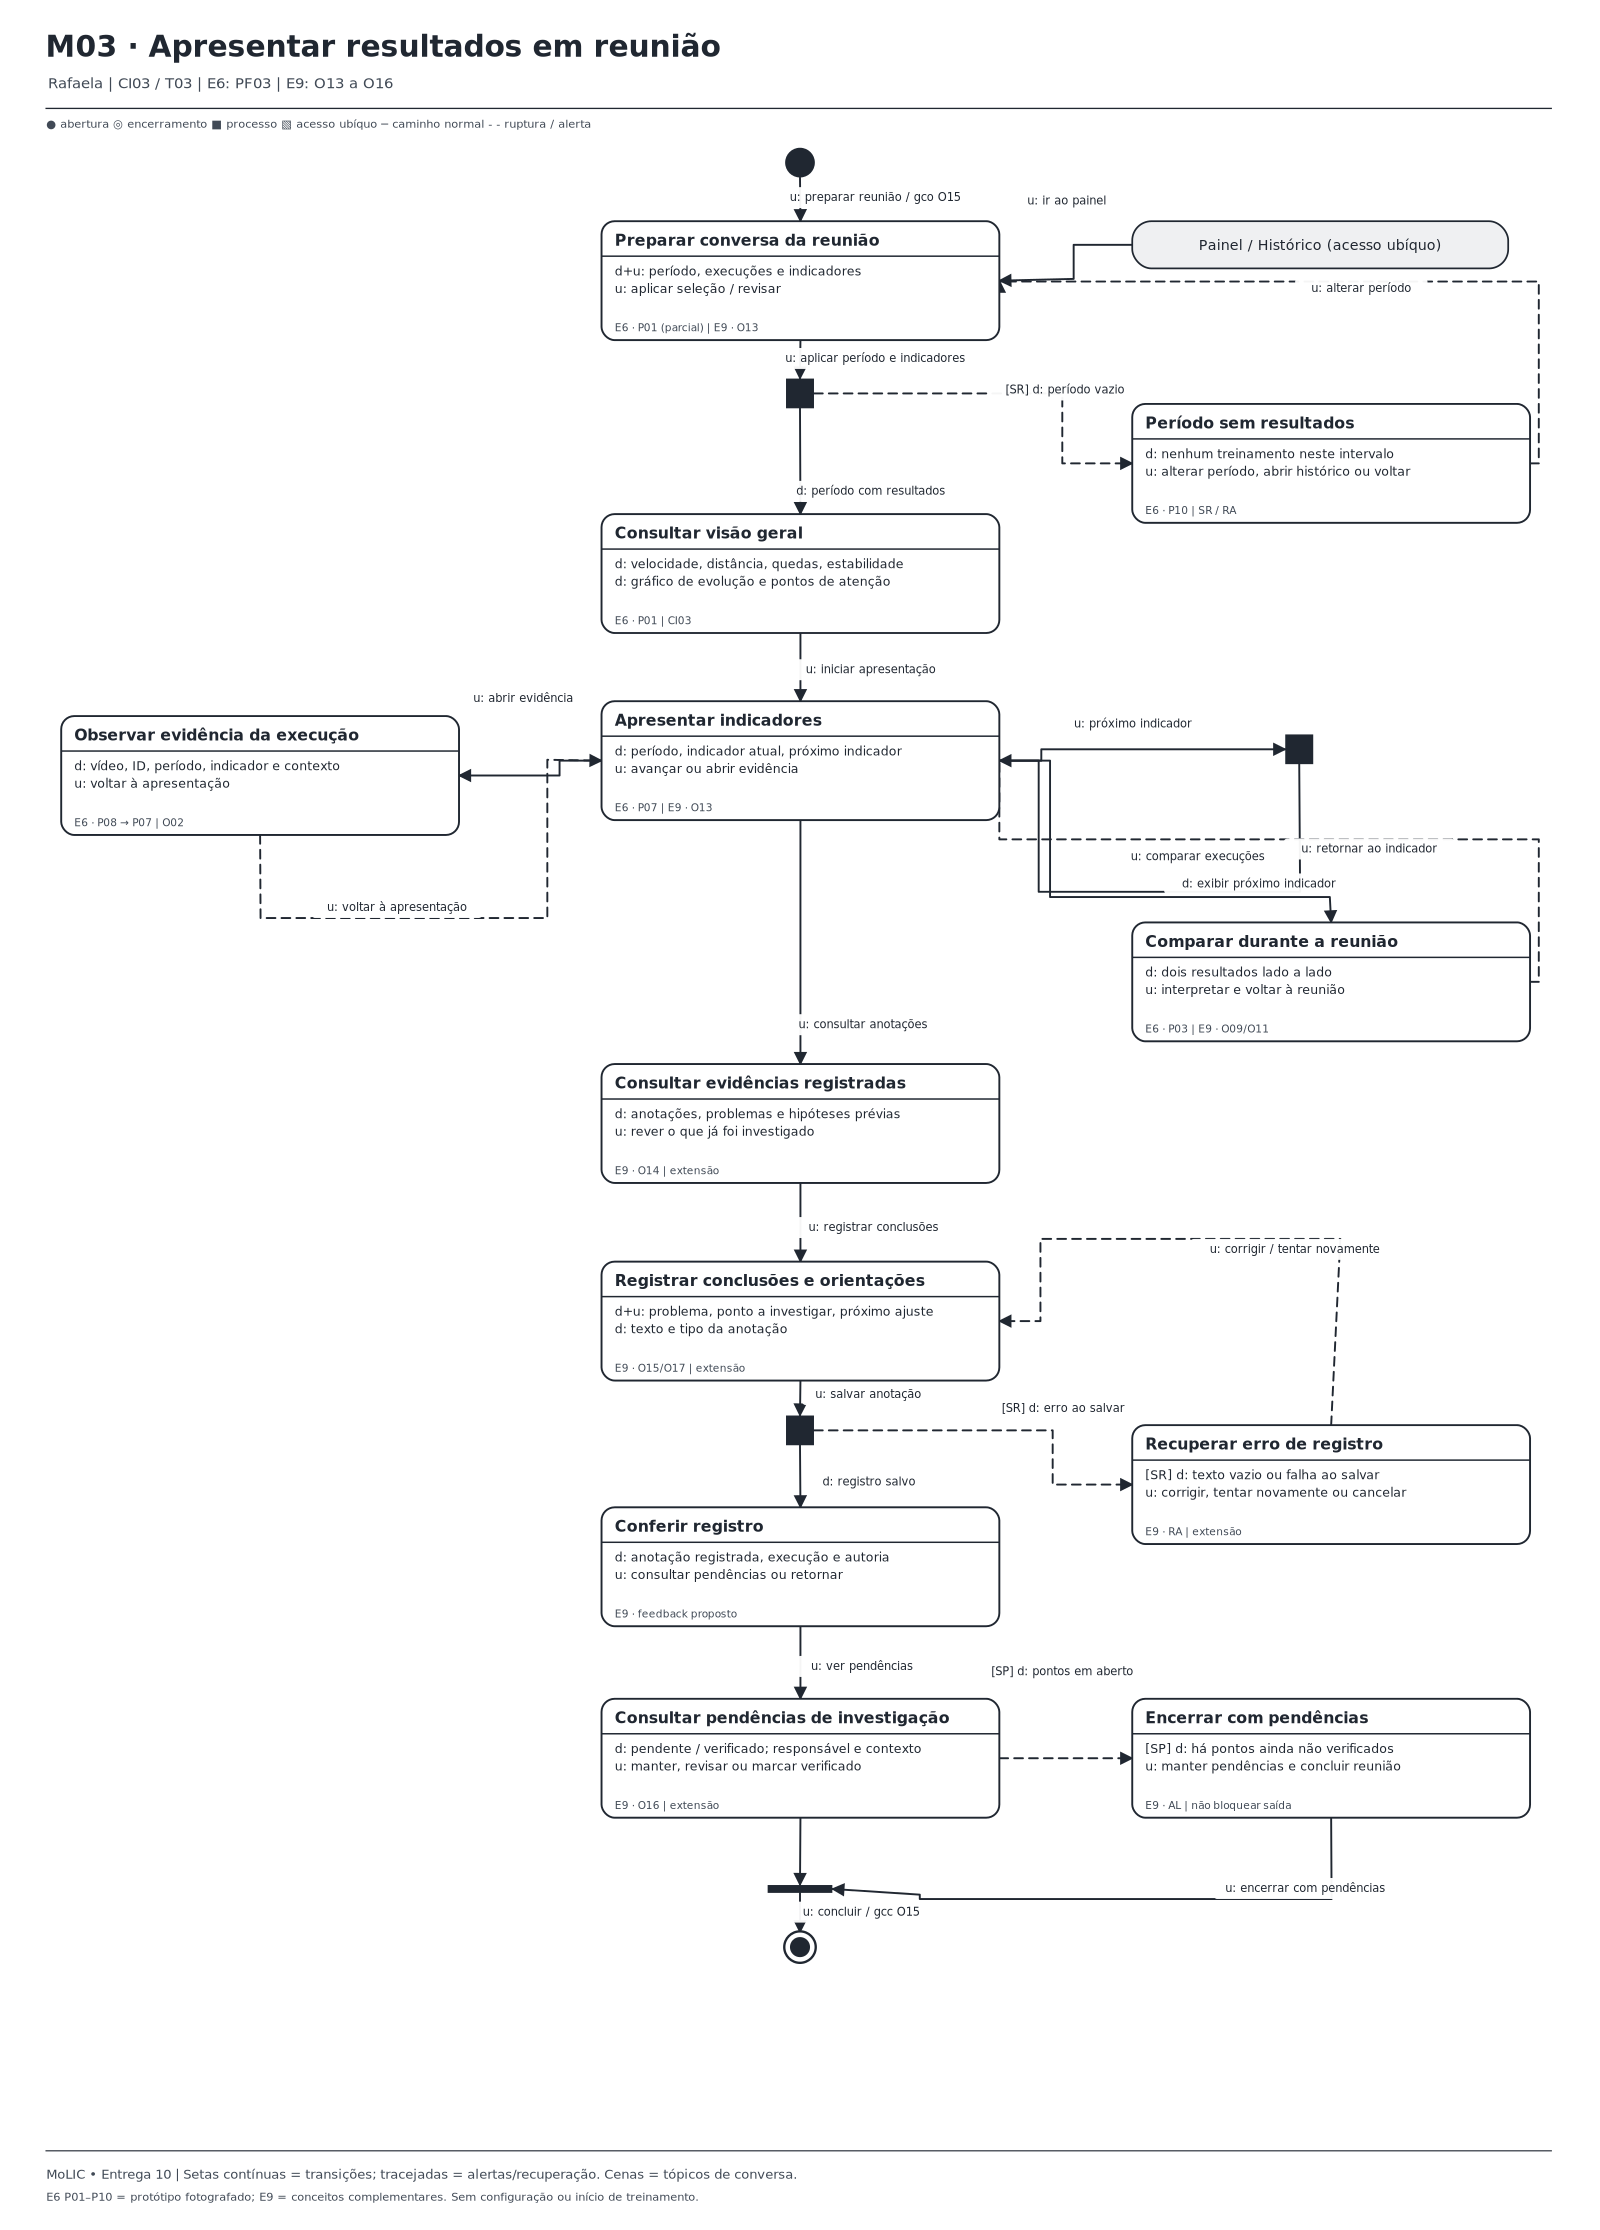 M03 · Apresentar resultados em reunião
Rafaela | CI03 / T03 | E6: PF03 | E9: O13 a O16
● abertura ◎ encerramento ■ processo ▧ acesso ubíquo ─ caminho normal - - ruptura / alerta
u: preparar reunião / gco O15
u: ir ao painel
Painel / Histórico (acesso ubíquo)
Preparar conversa da reunião
d+u: período, execuções e indicadores
u: aplicar seleção / revisar
E6 · P01 (parcial) | E9 · O13
u: alterar período
u: aplicar período e indicadores
[SR] d: período vazio
Período sem resultados
d: nenhum treinamento neste intervalo
u: alterar período, abrir histórico ou voltar
E6 · P10 | SR / RA
d: período com resultados
Consultar visão geral
d: velocidade, distância, quedas, estabilidade
d: gráfico de evolução e pontos de atenção
E6 · P01 | CI03
u: iniciar apresentação
u: abrir evidência
Observar evidência da execução
d: vídeo, ID, período, indicador e contexto
u: voltar à apresentação
E6 · P08 → P07 | O02
Apresentar indicadores
d: período, indicador atual, próximo indicador
u: avançar ou abrir evidência
E6 · P07 | E9 · O13
u: próximo indicador
u: retornar ao indicador
u: comparar execuções
d: exibir próximo indicador
u: voltar à apresentação
Comparar durante a reunião
d: dois resultados lado a lado
u: interpretar e voltar à reunião
E6 · P03 | E9 · O09/O11
u: consultar anotações
Consultar evidências registradas
d: anotações, problemas e hipóteses prévias
u: rever o que já foi investigado
E9 · O14 | extensão
u: registrar conclusões
u: corrigir / tentar novamente
Registrar conclusões e orientações
d+u: problema, ponto a investigar, próximo ajuste
d: texto e tipo da anotação
E9 · O15/O17 | extensão
u: salvar anotação
[SR] d: erro ao salvar
Recuperar erro de registro
[SR] d: texto vazio ou falha ao salvar
u: corrigir, tentar novamente ou cancelar
E9 · RA | extensão
d: registro salvo
Conferir registro
d: anotação registrada, execução e autoria
u: consultar pendências ou retornar
E9 · feedback proposto
u: ver pendências
[SP] d: pontos em aberto
Consultar pendências de investigação
d: pendente / verificado; responsável e contexto
u: manter, revisar ou marcar verificado
E9 · O16 | extensão
Encerrar com pendências
[SP] d: há pontos ainda não verificados
u: manter pendências e concluir reunião
E9 · AL | não bloquear saída
u: encerrar com pendências
u: concluir / gcc O15
MoLIC • Entrega 10 | Setas contínuas = transições; tracejadas = alertas/recuperação. Cenas = tópicos de conversa.
E6 P01–P10 = protótipo fotografado; E9 = conceitos complementares. Sem configuração ou início de treinamento.